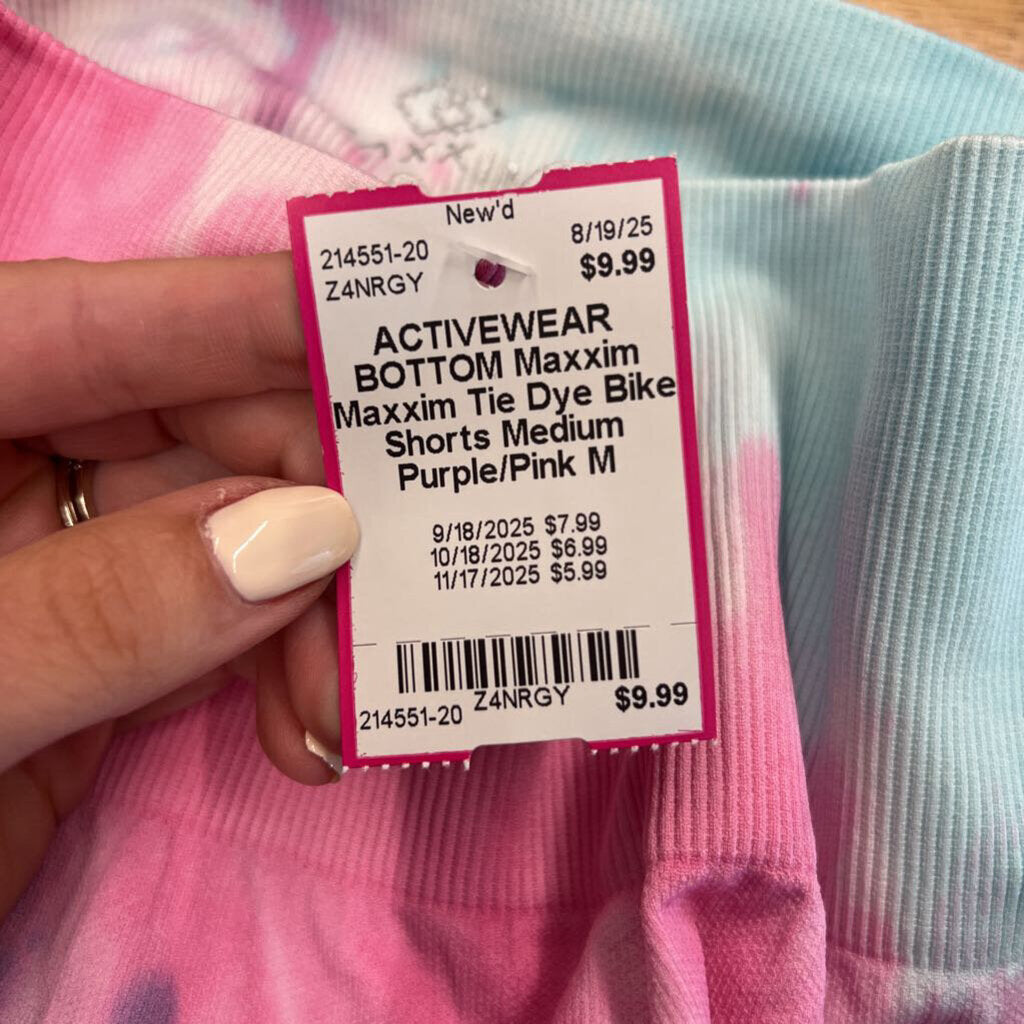 New'd
214551-20 8/19/25
Z4NRGY $9.99
ACTIVEWEAR
BOTTOM Maxxim
Maxxim Tie Dye Bike
Shorts Medium
Purple/Pink M
9/18/2025 $7.99
10/18/2025 $6.99
11/17/2025 $5.99
214551-20 Z4NRGY $9.99